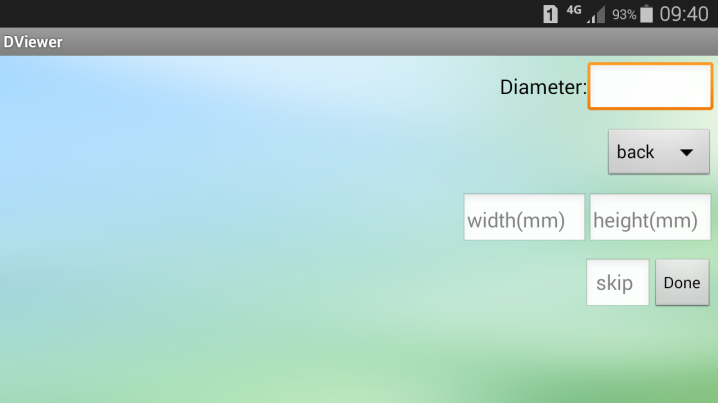 1 4G 93% 09:40
DViewer
Diameter:
back
width(mm) height(mm)
skip Done